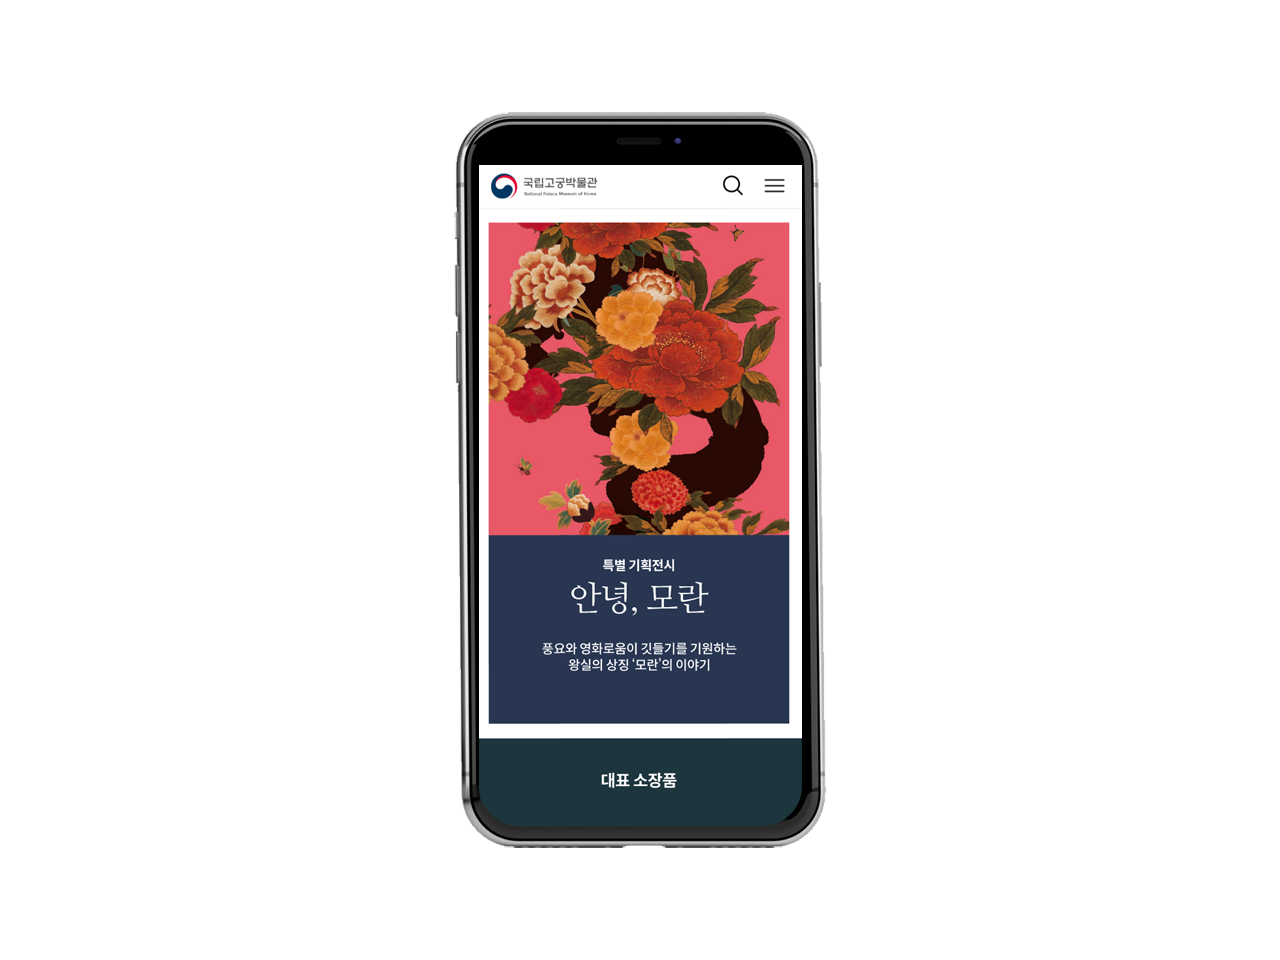 국립고궁박물관
National Palace Museum of Korea
특별 기획전시
안녕, 모란
풍요와 영화로움이 깃들기를 기원하는
왕실의 상징 ‘모란’의 이야기
대표 소장품